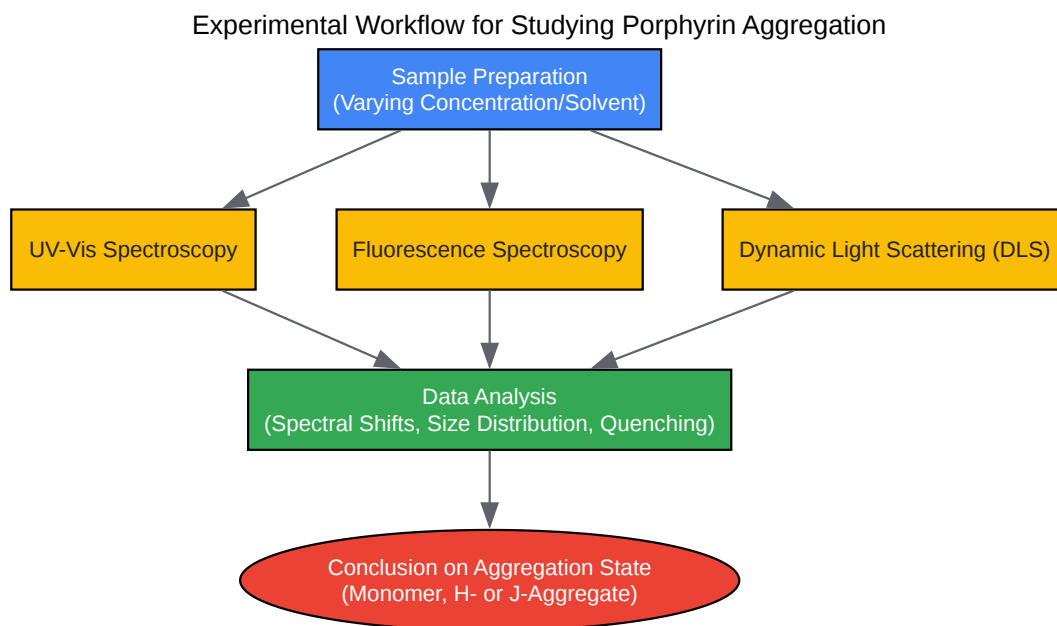 Experimental Workflow for Studying Porphyrin Aggregation
Sample Preparation
(Varying Concentration/Solvent)
UV-Vis Spectroscopy
Fluorescence Spectroscopy
Dynamic Light Scattering (DLS)
Data Analysis
(Spectral Shifts, Size Distribution, Quenching)
Conclusion on Aggregation State
(Monomer, H- or J-Aggregate)